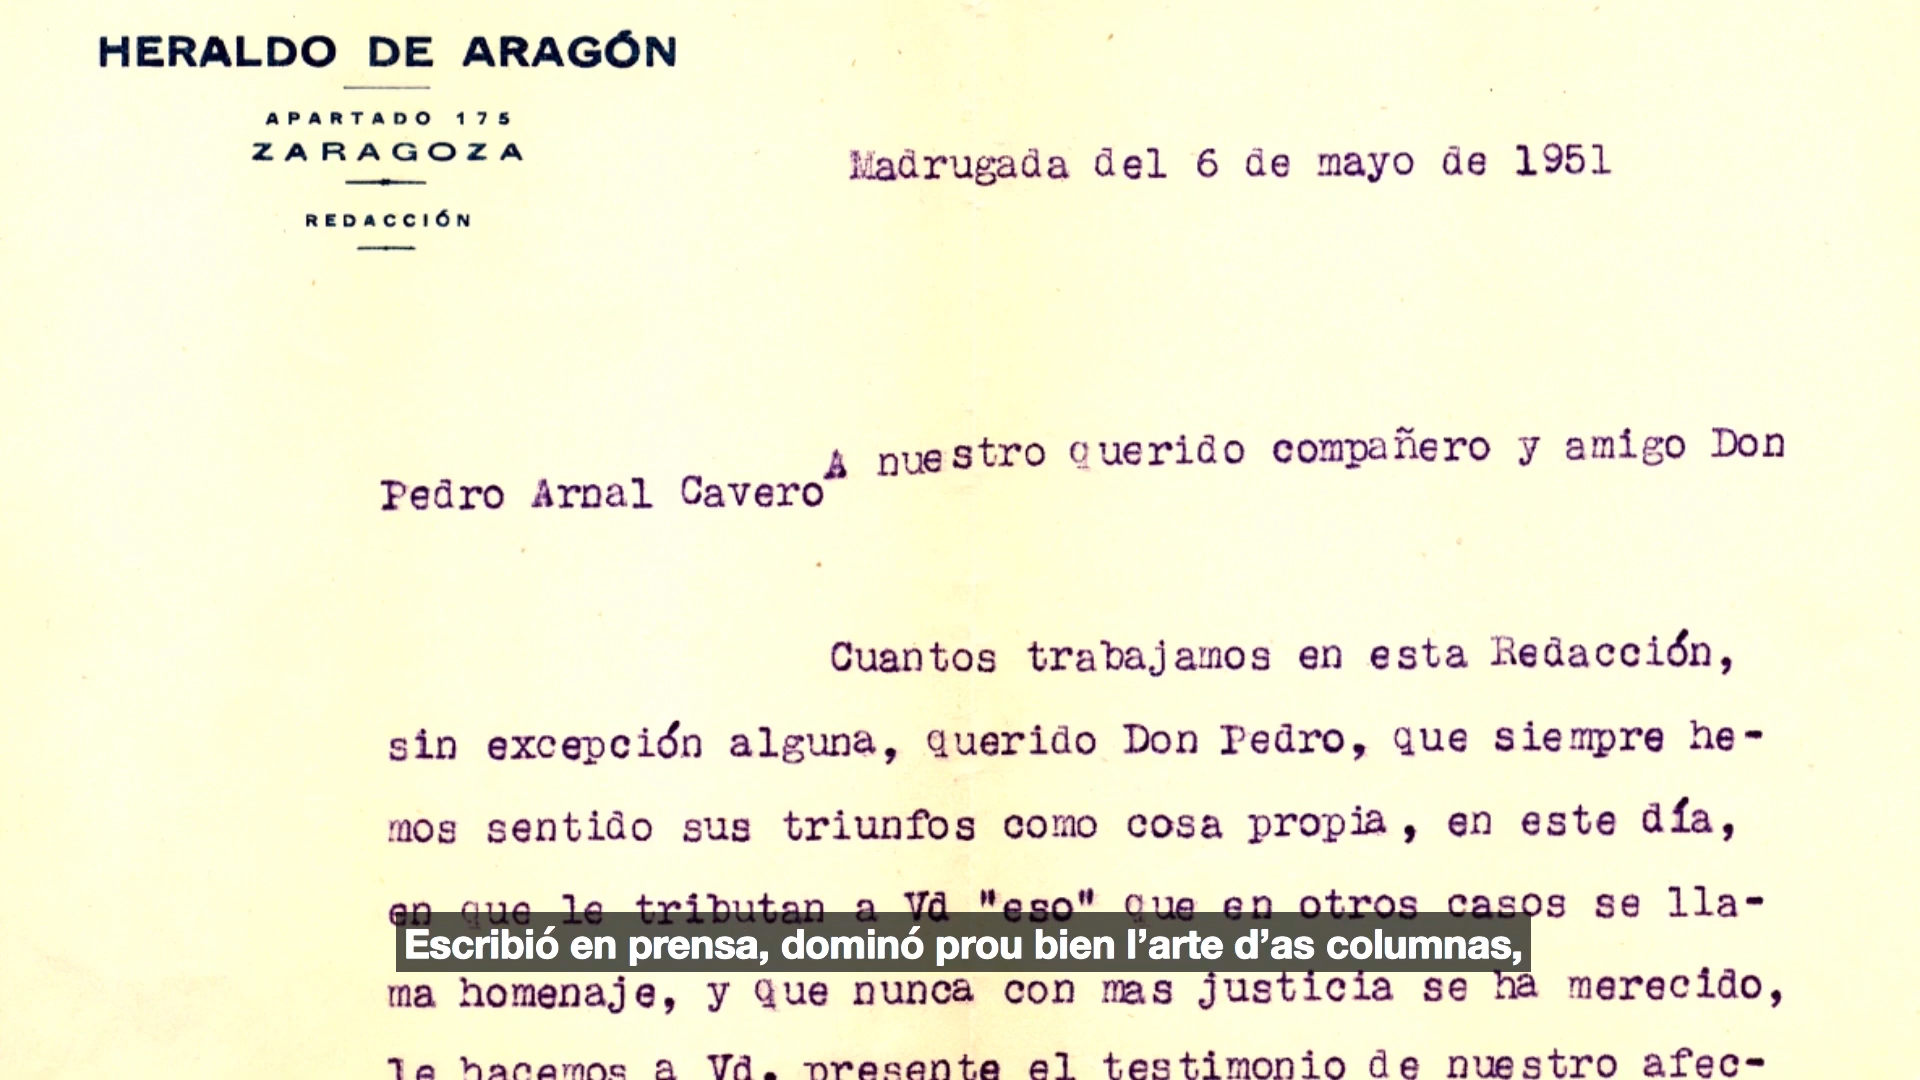 HERALDO DE ARAGÓN
APARTADO 175
ZARAGOZA
REDACCIÓN
Madrugada del 6 de mayo de 1951
A nuestro querido compañero y amigo Don
Pedro Arnal Cavero
Cuantos trabajamos en esta Redacción,
sin excepción alguna, querido Don Pedro, que siempre he-
mos sentido sus triunfos como cosa propia, en este día,
en que le tributan a Vd "eso" que en otros casos se lla-
Escribió en prensa, dominó prou bien l’arte d’as columnas,
ma homenaje, y que nunca con mas justicia se ha merecido,
le hacemos a Vd. presente el testimonio de nuestro afec-